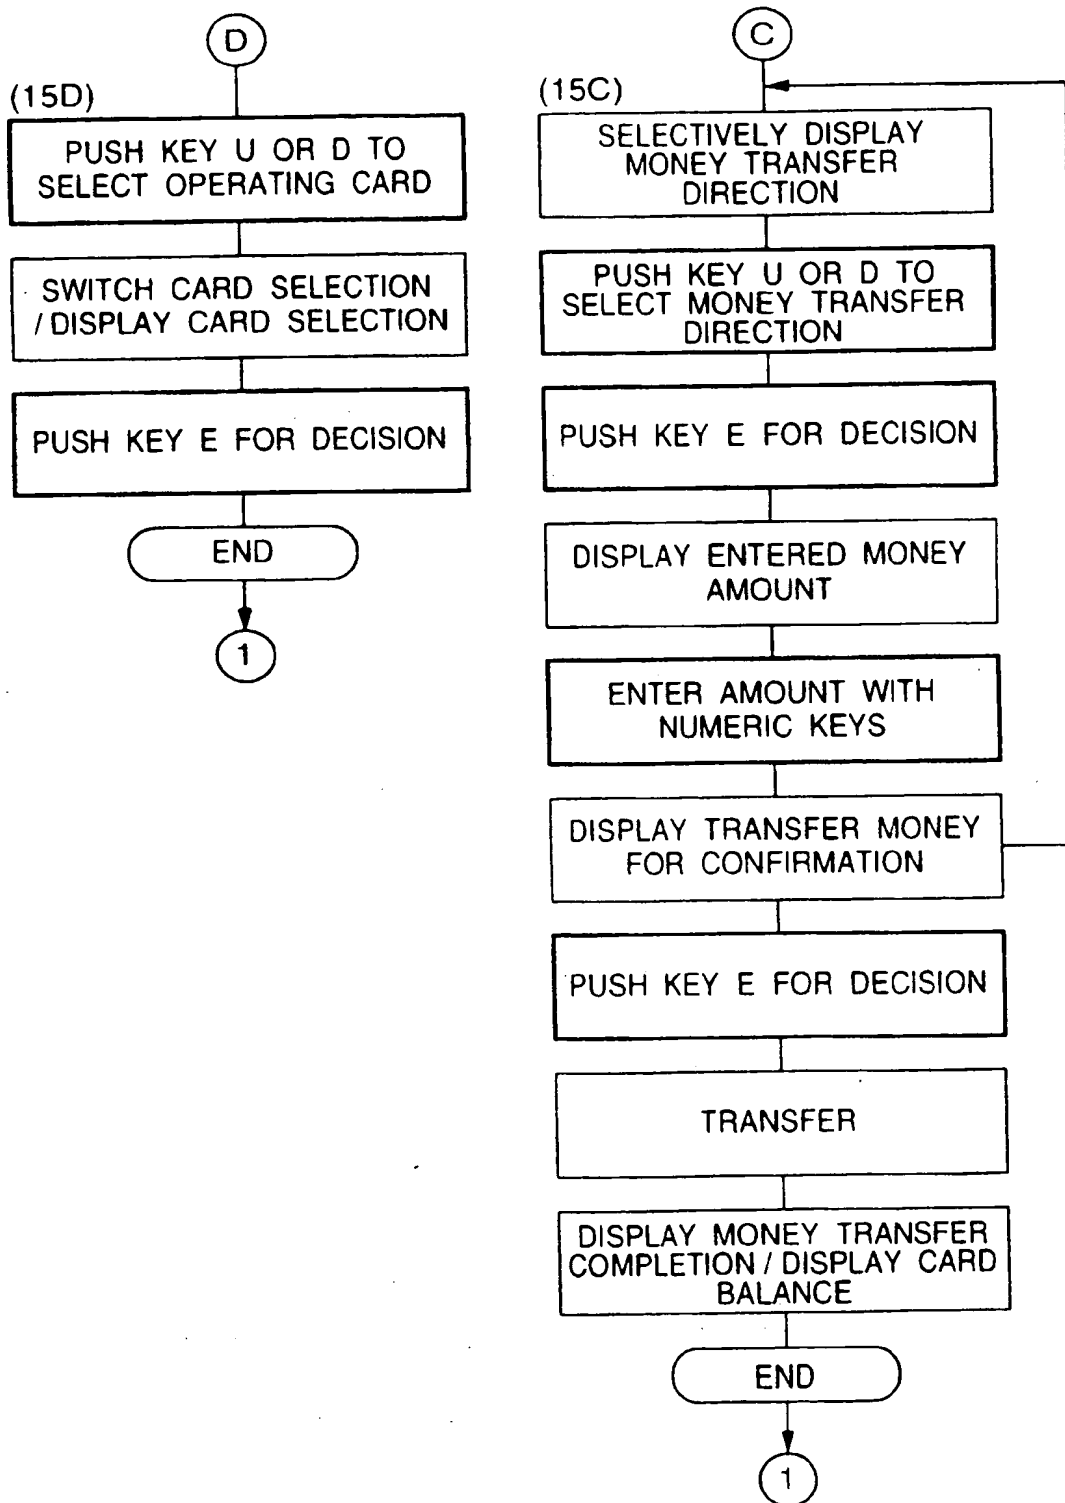 D
(15D)
PUSH KEY U OR D TO
SELECT OPERATING CARD
SWITCH CARD SELECTION
/ DISPLAY CARD SELECTION
PUSH KEY E FOR DECISION
END
1
C
(15C)
SELECTIVELY DISPLAY
MONEY TRANSFER
DIRECTION
PUSH KEY U OR D TO
SELECT MONEY TRANSFER
DIRECTION
PUSH KEY E FOR DECISION
DISPLAY ENTERED MONEY
AMOUNT
ENTER AMOUNT WITH
NUMERIC KEYS
DISPLAY TRANSFER MONEY
FOR CONFIRMATION
PUSH KEY E FOR DECISION
TRANSFER
DISPLAY MONEY TRANSFER
COMPLETION / DISPLAY CARD
BALANCE
END
1